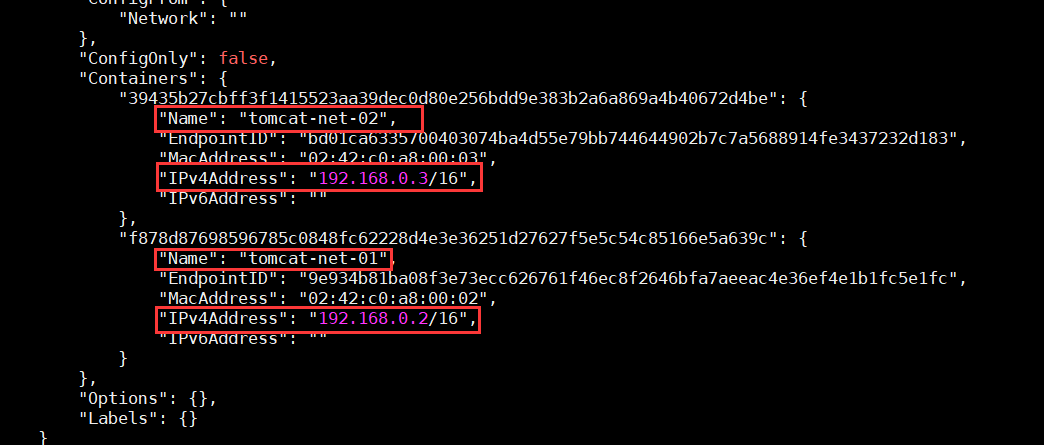 "ConfigFrom": {
"Network": ""
},
"ConfigOnly": false,
"Containers": {
"39435b27cbff3f1415523aa39dec0d80e256bdd9e383b2a6a869a4b40672d4be": {
"Name": "tomcat-net-02",
"EndpointID": "bd01ca6335700403074ba4d55e79bb744644902b7c7a5688914fe3437232d183",
"MacAddress": "02:42:c0:a8:00:03",
"IPv4Address": "192.168.0.3/16",
"IPv6Address": ""
},
"f878d87698596785c0848fc62228d4e3e36251d27627f5e5c54c85166e5a639c": {
"Name": "tomcat-net-01",
"EndpointID": "9e934b81ba08f3e73ecc626761f46ec8f2646bfa7aeeac4e36ef4e1b1fc5e1fc",
"MacAddress": "02:42:c0:a8:00:02",
"IPv4Address": "192.168.0.2/16",
"IPv6Address": ""
}
},
"Options": {},
"Labels": {}
}